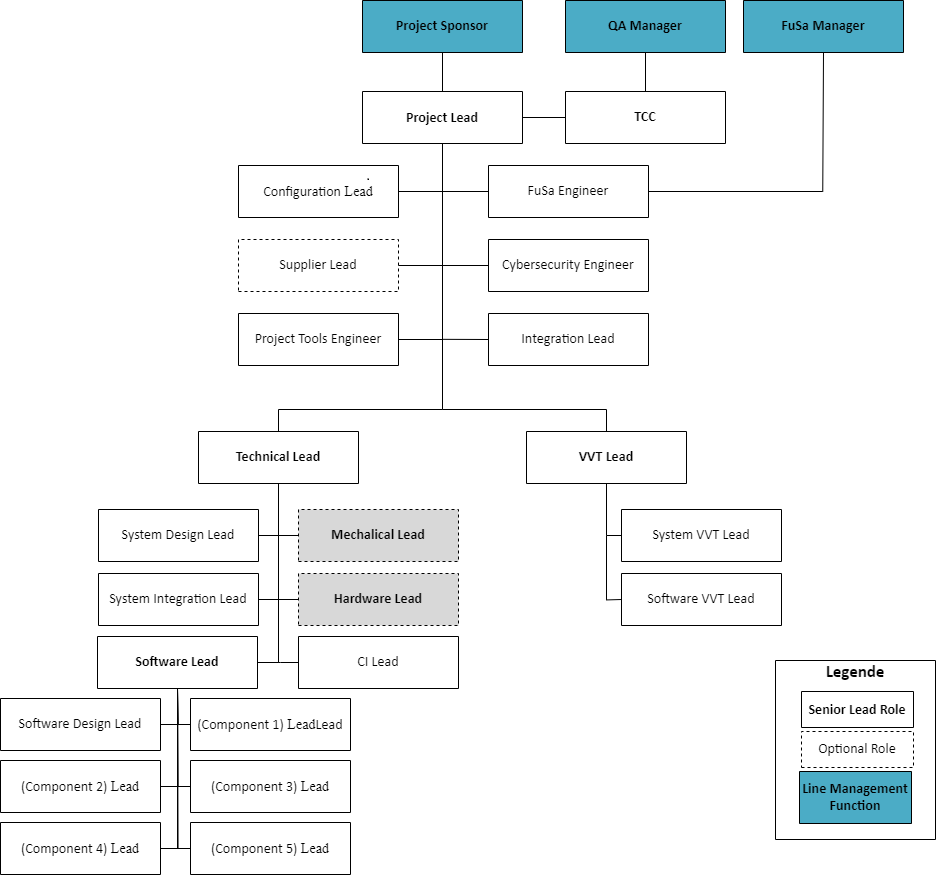 Project Sponsor
QA Manager
FuSa Manager
Project Lead
TCC
Configuration Lead
FuSa Engineer
Supplier Lead
Cybersecurity Engineer
Project Tools Engineer
Integration Lead
Technical Lead
VVT Lead
System Design Lead
Mechalical Lead
System VVT Lead
System Integration Lead
Hardware Lead
Software VVT Lead
Software Lead
CI Lead
Software Design Lead
(Component 1) LeadLead
(Component 2) Lead
(Component 3) Lead
(Component 4) Lead
(Component 5) Lead
Legende
Senior Lead Role
Optional Role
Line Management
Function